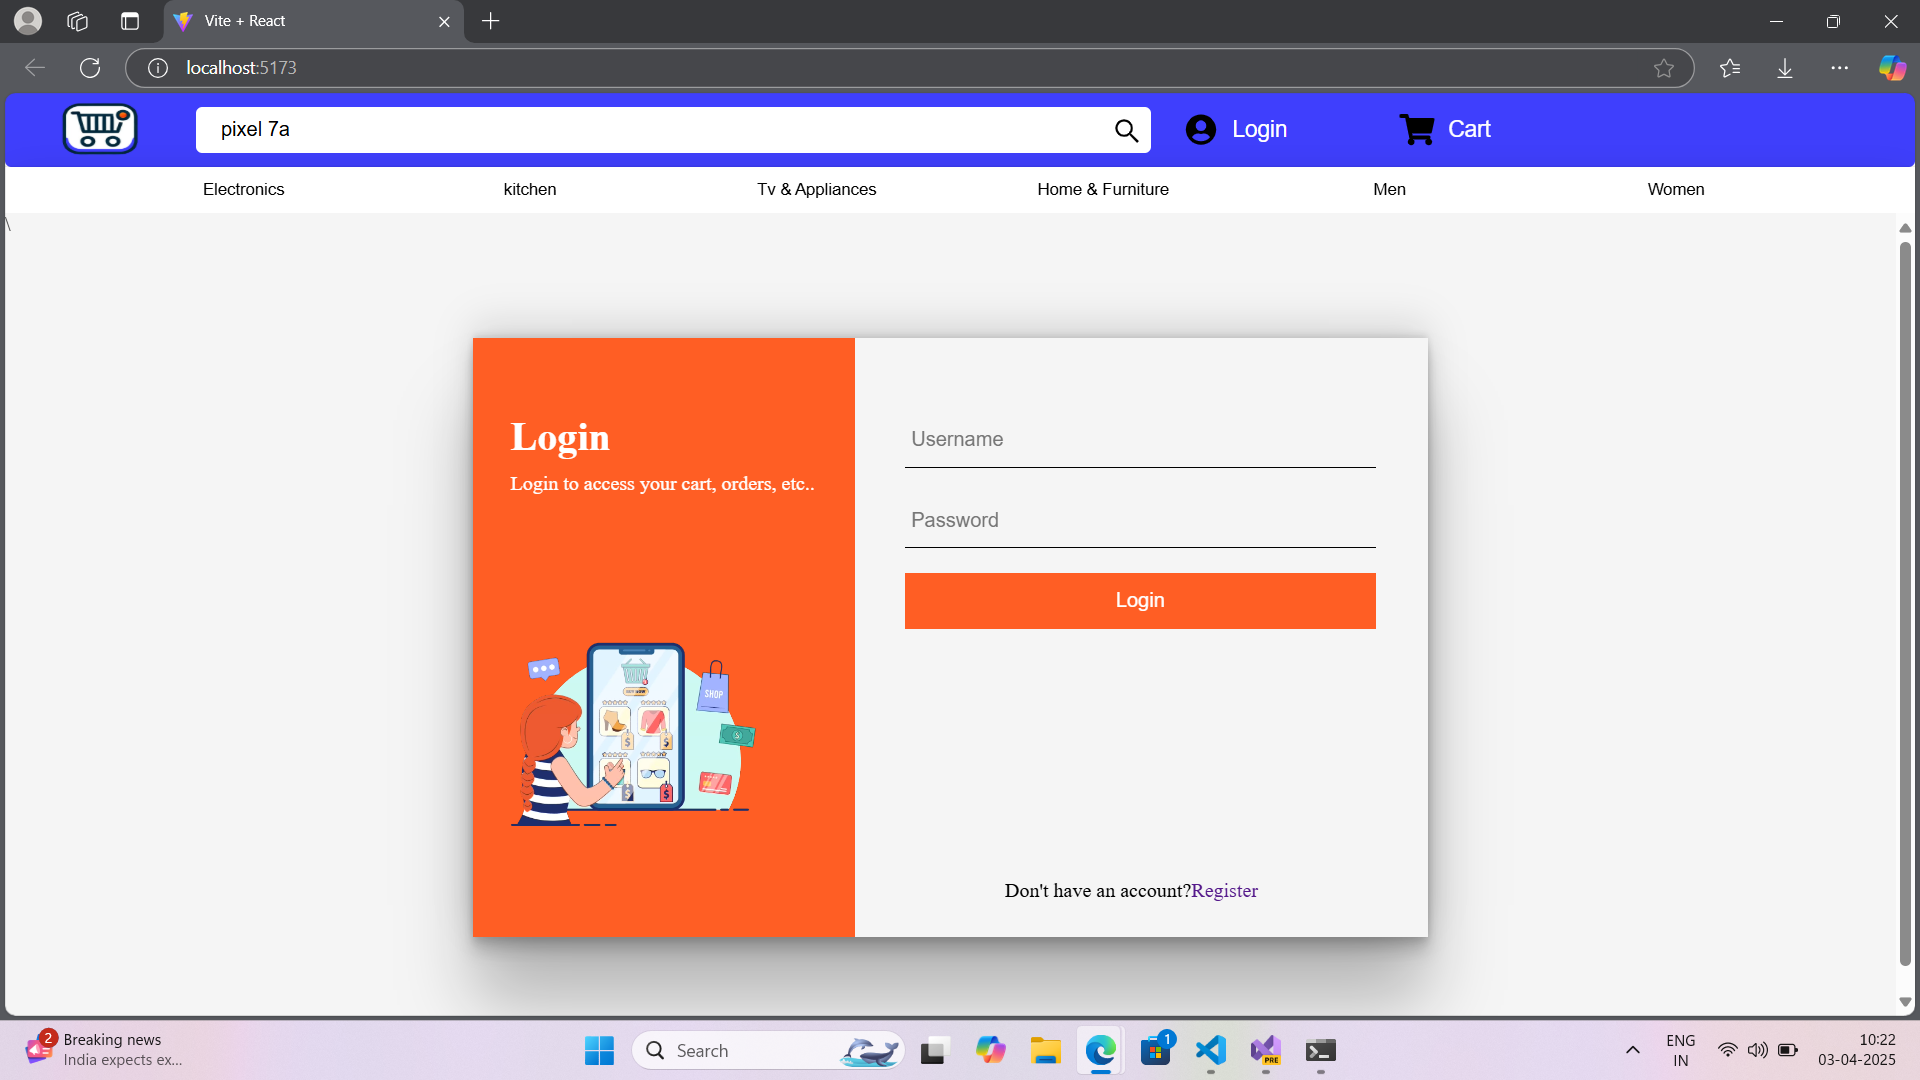 Vite + React
localhost:5173
pixel 7a
Login
Cart
Electronics
kitchen
Tv & Appliances
Home & Furniture
Men
Women
\
Login
Login to access your cart, orders, etc..
SHOP
Username
Password
Login
Don't have an account?Register
2
Breaking news
India expects ex...
Search
1
PRE
ENG
IN
10:22
03-04-2025